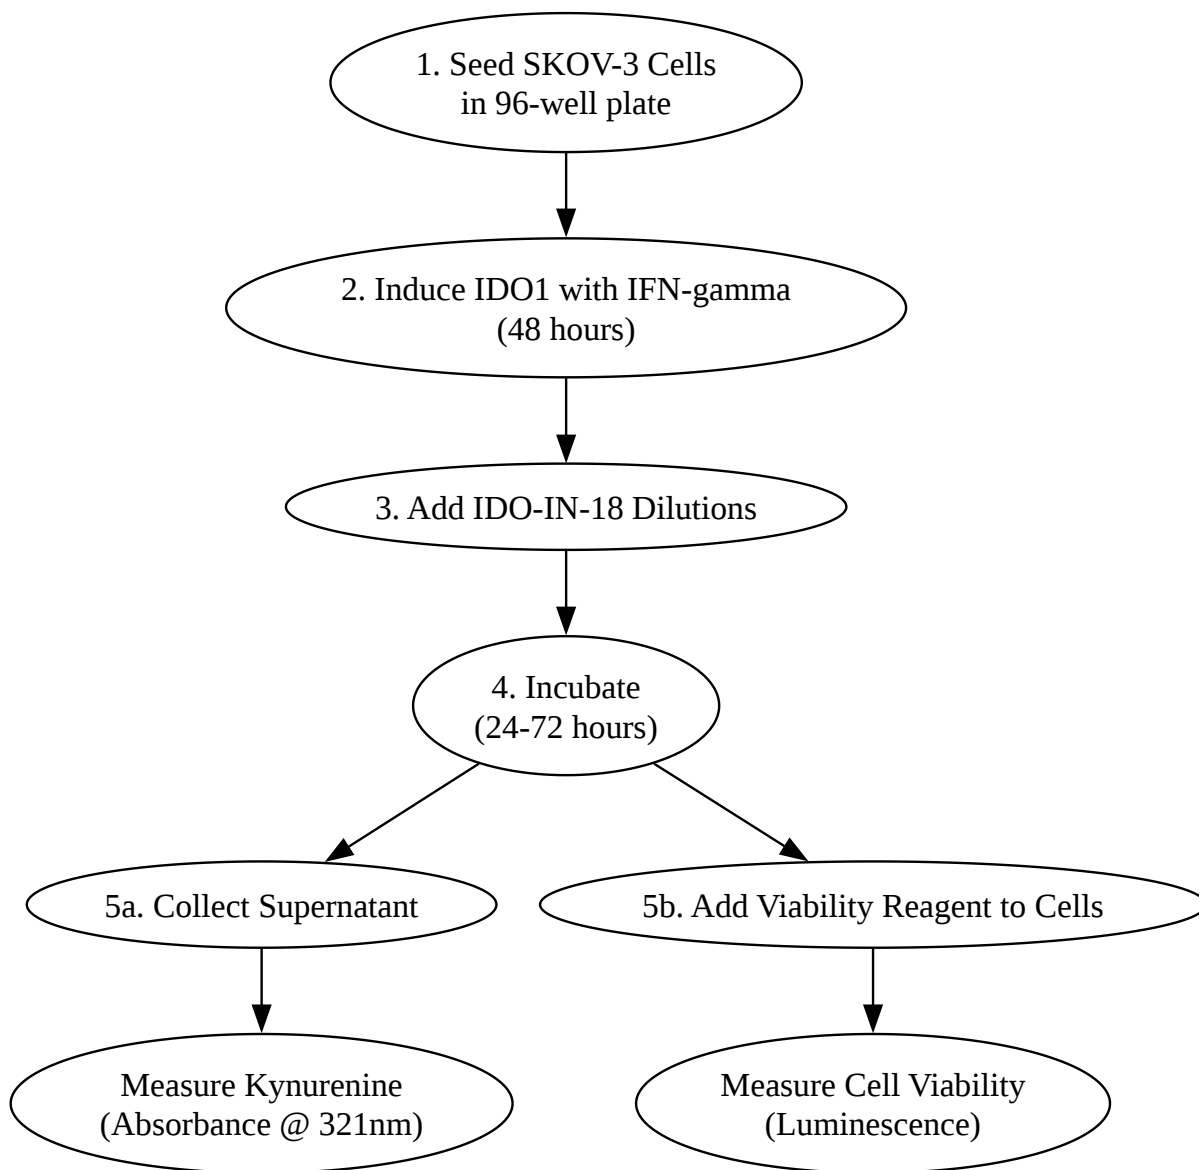 1. Seed SKOV-3 Cells
in 96-well plate
2. Induce IDO1 with IFN-gamma
(48 hours)
3. Add IDO-IN-18 Dilutions
4. Incubate
(24-72 hours)
5a. Collect Supernatant
5b. Add Viability Reagent to Cells
Measure Kynurenine
(Absorbance @ 321nm)
Measure Cell Viability
(Luminescence)